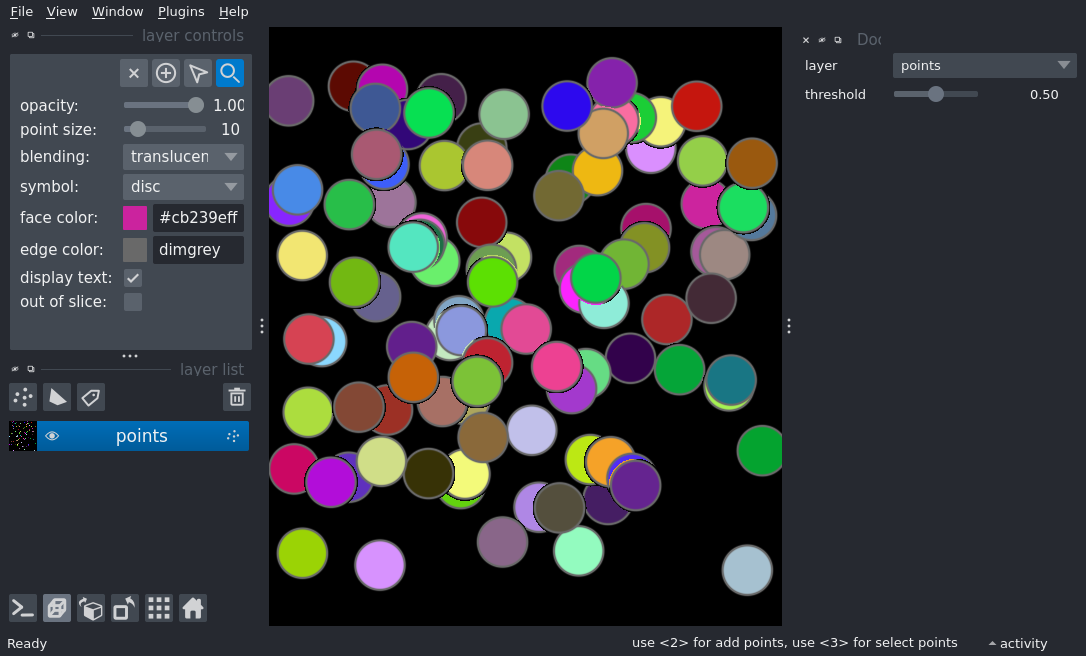 File View Window Plugins Help
layer controls
opacity: 1.00
point size: 10
blending: translucen
symbol: disc
face color: #cb239eff
edge color: dimgrey
display text:
out of slice:
layer list
points
Doc
layer points
threshold 0.50
Ready
use <2> for add points, use <3> for select points
activity